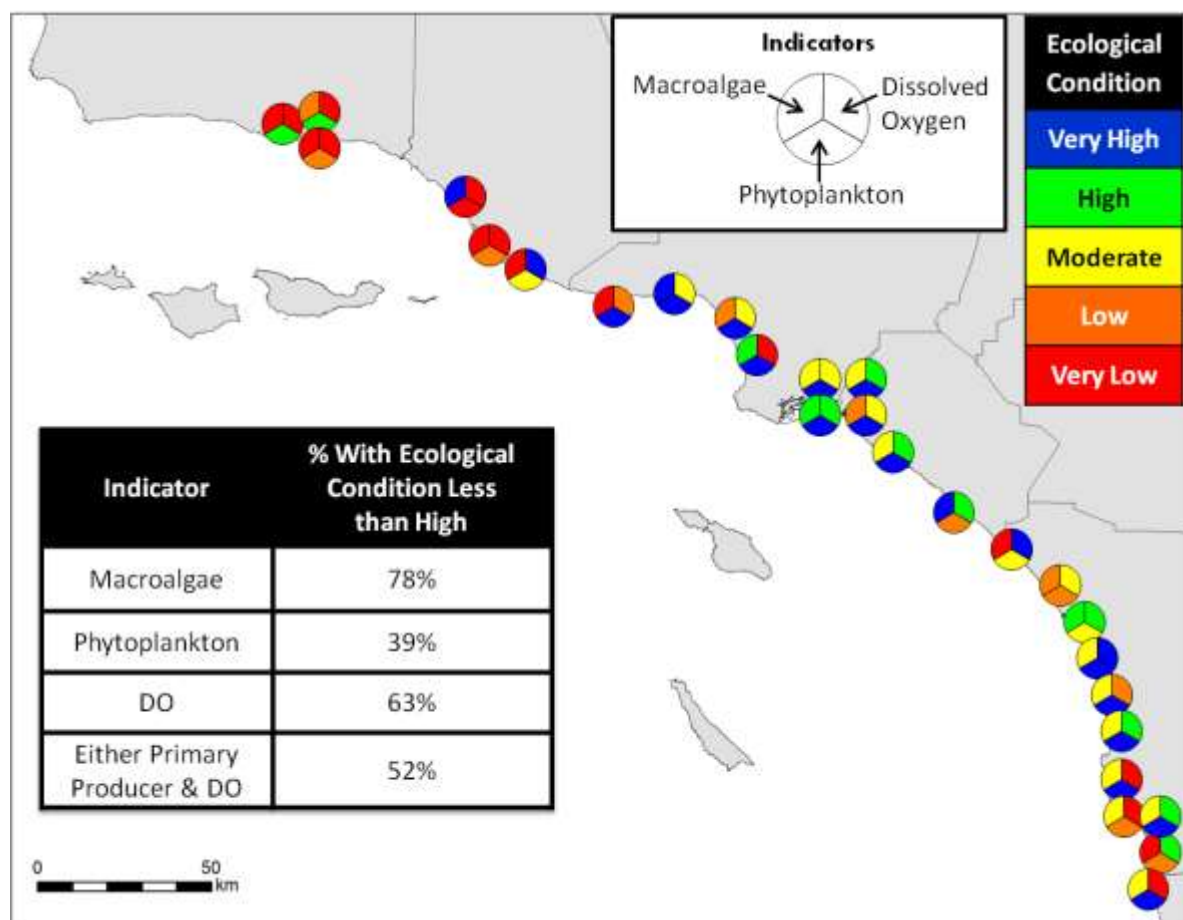 Indicators
Macroalgae
Dissolved
Oxygen
Phytoplankton
Ecological
Condition
Very High
High
Moderate
Low
Very Low
Indicator
% With Ecological
Condition Less
than High
Macroalgae
78%
Phytoplankton
39%
DO
63%
Either Primary
Producer & DO
52%
0
50
km